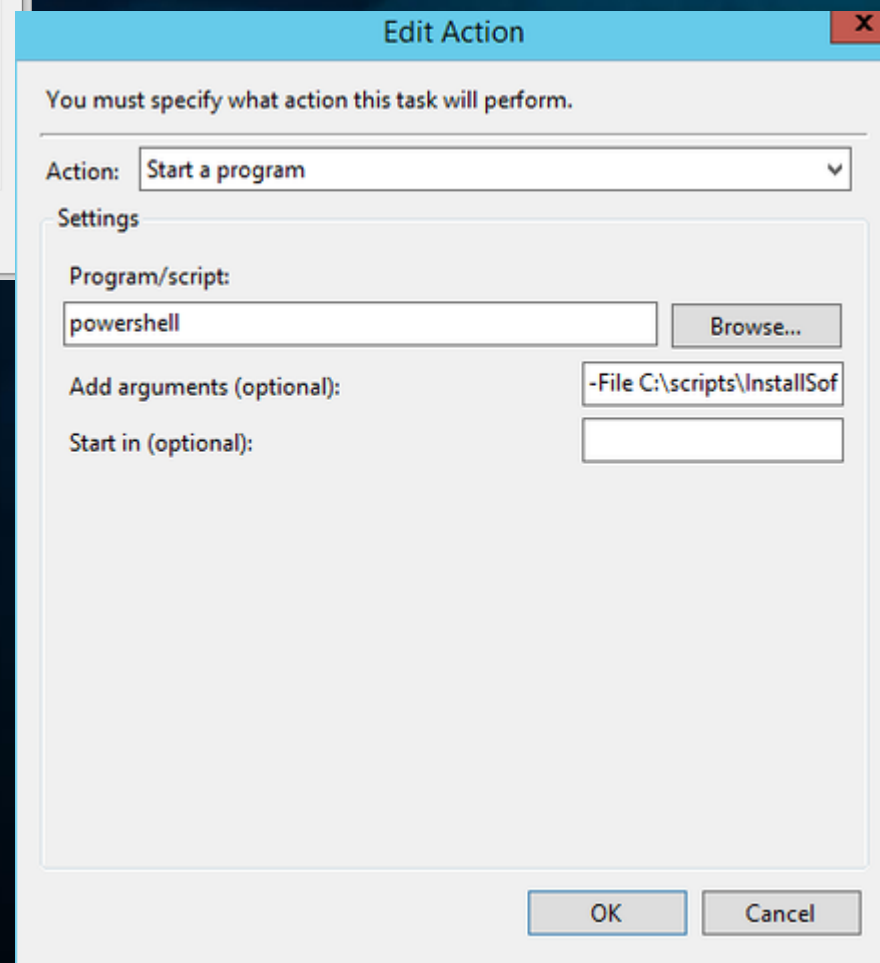 Edit Action
x
You must specify what action this task will perform.
Action: Start a program
Settings
Program/script:
powershell Browse...
Add arguments (optional): -File C:\scripts\InstallSof
Start in (optional):
OK Cancel